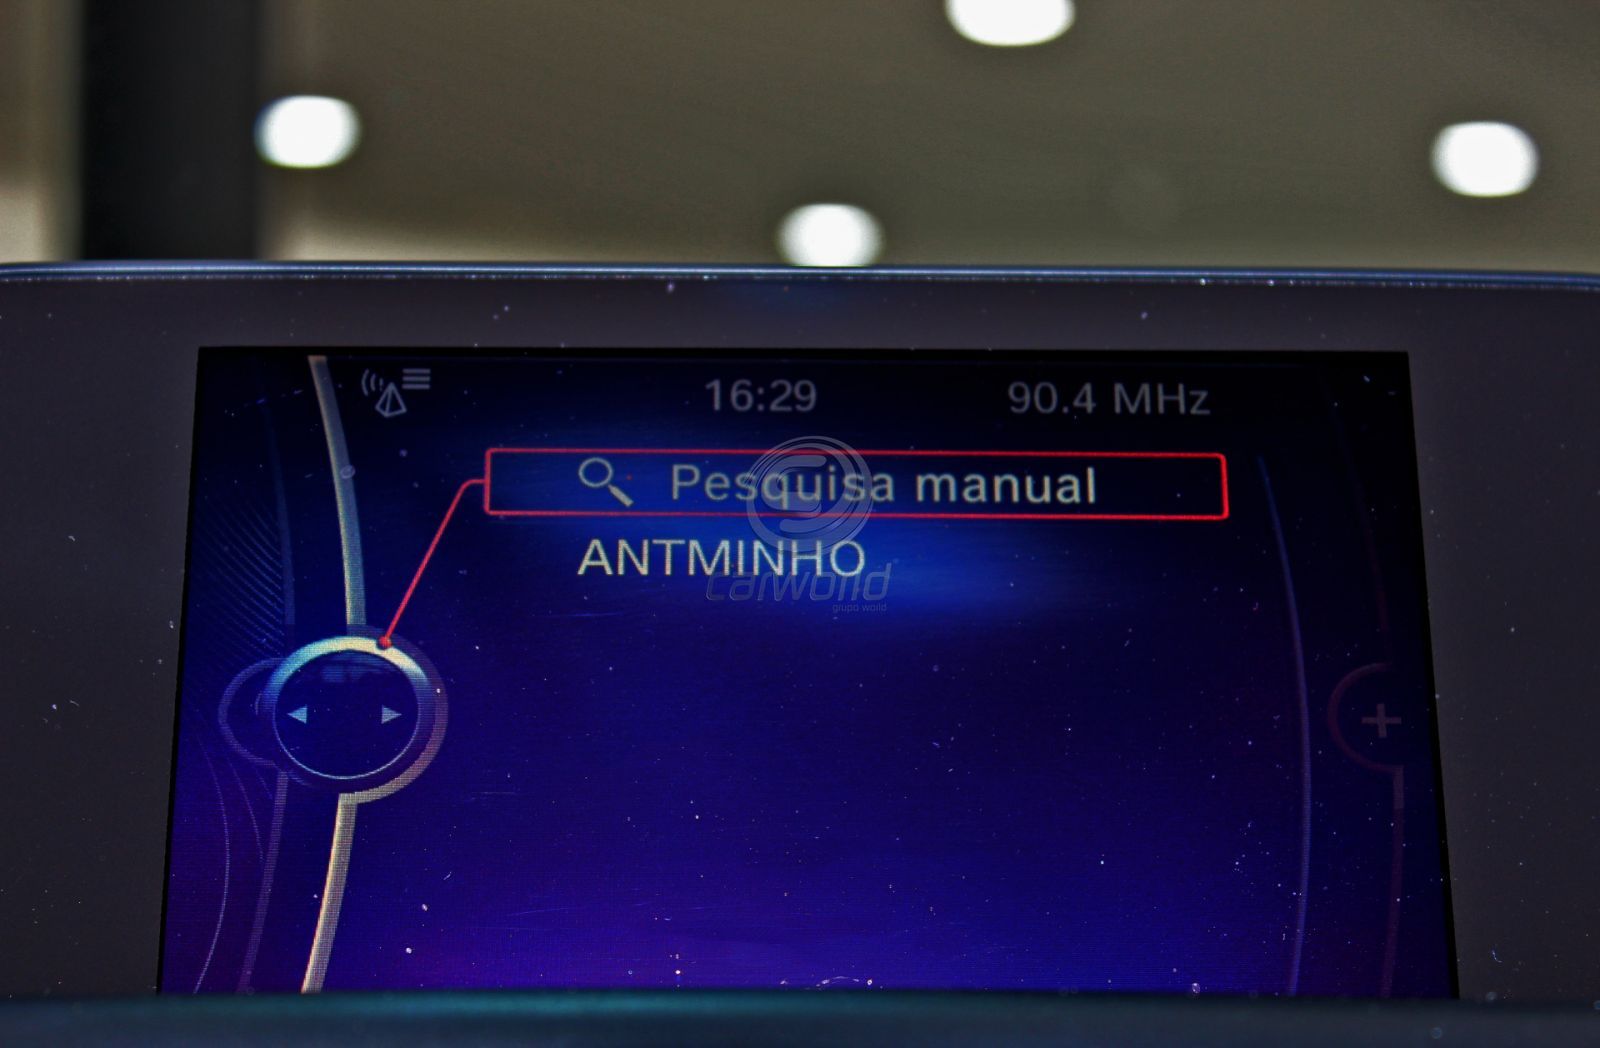 16:29 90.4 MHz
Pesquisa manual
ANTMINHO
carworld
grupo world